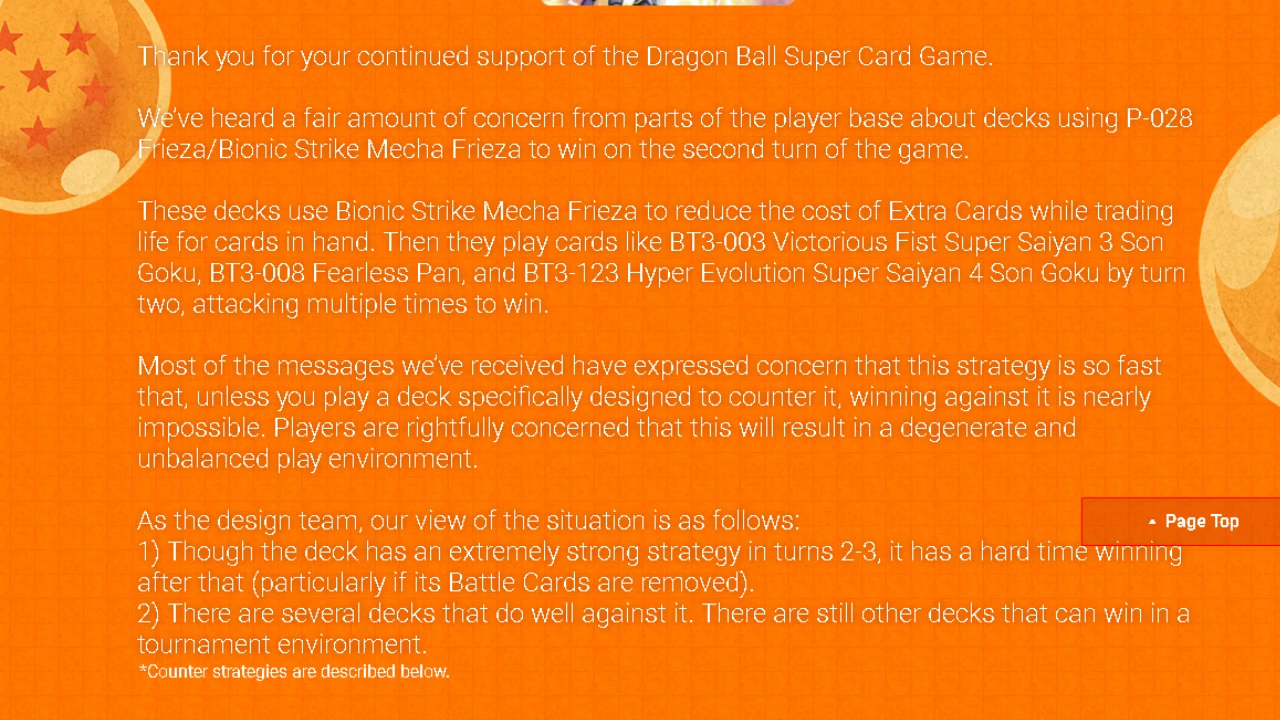 Thank you for your continued support of the Dragon Ball Super Card Game.
We've heard a fair amount of concern from parts of the player base about decks using P-028
Frieza/Bionic Strike Mecha Frieza to win on the second turn of the game.
These decks use Bionic Strike Mecha Frieza to reduce the cost of Extra Cards while trading
life for cards in hand. Then they play cards like BT3-003 Victorious Fist Super Saiyan 3 Son
Goku, BT3-008 Fearless Pan, and BT3-123 Hyper Evolution Super Saiyan 4 Son Goku by turn
two, attacking multiple times to win.
Most of the messages we've received have expressed concern that this strategy is so fast
that, unless you play a deck specifically designed to counter it, winning against it is nearly
impossible. Players are rightfully concerned that this will result in a degenerate and
unbalanced play environment.
As the design team, our view of the situation is as follows:
Page Top
1) Though the deck has an extremely strong strategy in turns 2-3, it has a hard time winning
after that (particularly if its Battle Cards are removed).
2) There are several decks that do well against it. There are still other decks that can win in a
tournament environment.
*Counter strategies are described below.